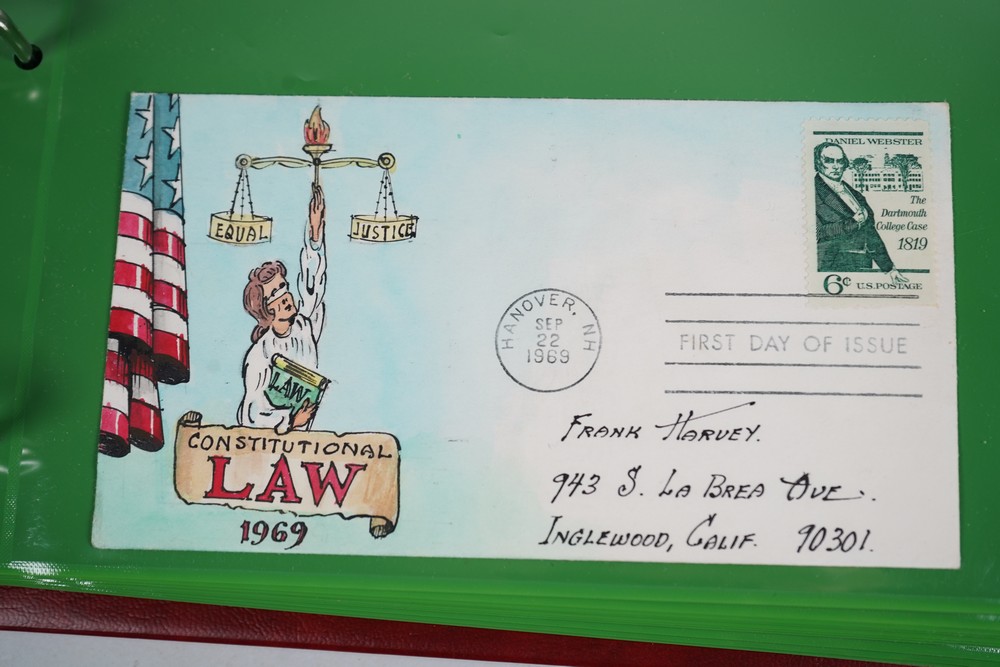 EQUAL JUSTICE
LAW
CONSTITUTIONAL
LAW
1969
DANIEL WEBSTER
The
Dartmouth
College Case
1819
6¢ U.S. POSTAGE
HANOVER, NH
SEP
22
1969
FIRST DAY OF ISSUE
FRANK HARVEY.
943 S. LA BREA AVE.
INGLEWOOD, CALIF. 90301.